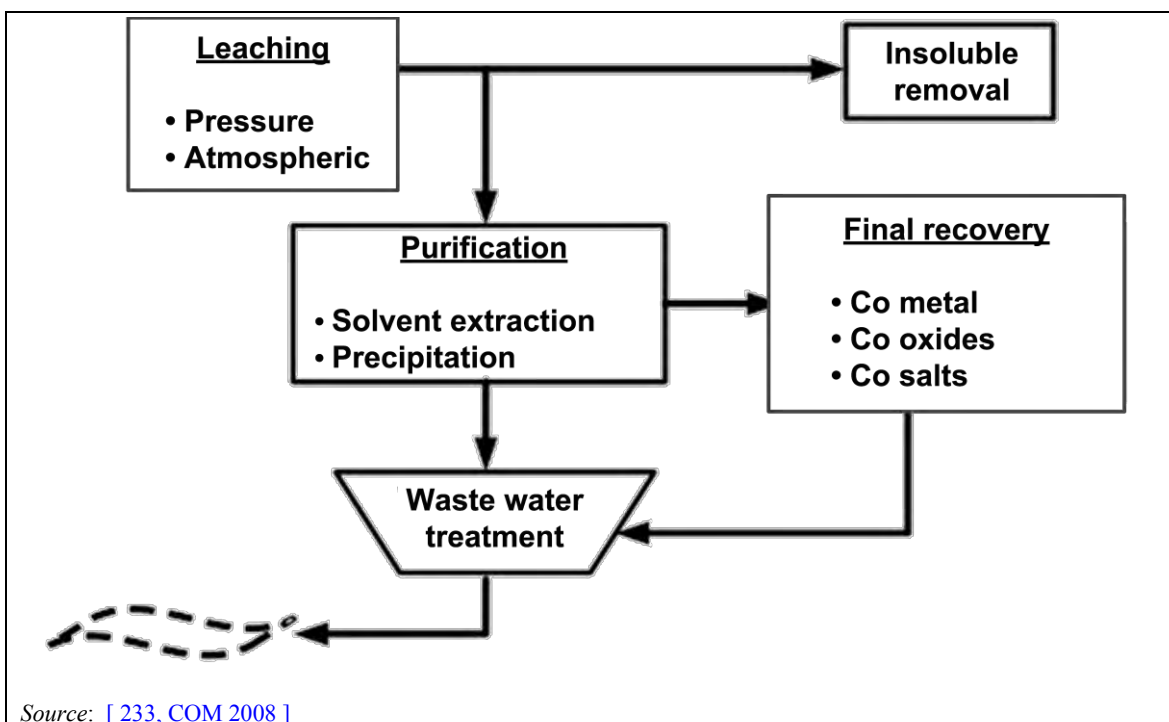 Leaching
• Pressure
• Atmospheric
Insoluble
removal
Purification
• Solvent extraction
• Precipitation
Final recovery
• Co metal
• Co oxides
• Co salts
Waste water
treatment
Source: [ 233, COM 2008 ]